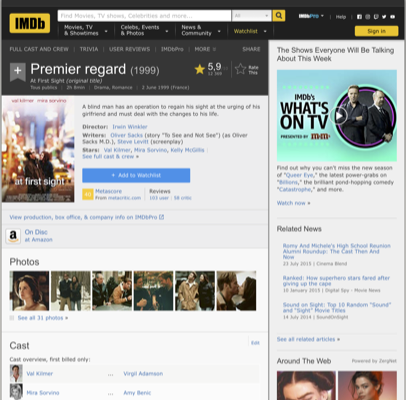 IMDb
Find Movies, TV shows, Celebrities and more...
All
IMDbPro
Help
Movies, TV & Showtimes
Celebs, Events & Photos
News & Community
Watchlist
Sign in
FULL CAST AND CREW | TRIVIA | USER REVIEWS | IMDbPro | MORE
SHARE
Premier regard (1999)
At First Sight (original title)
Tous publics | 2h 8min | Drama, Romance | 2 June 1999 (France)
5,9
Rate This
val kilmer mira sorvino
at first sight
A blind man has an operation to regain his sight at the urging of his
girlfriend and must deal with the changes to his life.
Director: Irwin Winkler
Writers: Oliver Sacks (story "To See and Not See") (as Oliver
Sacks M.D.), Steve Levitt (screenplay)
Stars: Val Kilmer, Mira Sorvino, Kelly McGillis |
See full cast & crew »
+ Add to Watchlist
Metascore
From metacritic.com
Reviews
103 user | 58 critic
View production, box office, & company info on IMDbPro
On Disc
at Amazon
Photos
See all 31 photos »
Cast
Edit
Cast overview, first billed only:
Val Kilmer ... Virgil Adamson
Mira Sorvino ... Amy Benic
The Shows Everyone Will Be Talking
About This Week
IMDb's
WHAT'S
ON TV
PRESENTED BY
Find out why you can't miss the new season
of "Queer Eye," the latest power-grabs on
"Billions," the brilliant pond-hopping comedy
"Catastrophe," and more.
Watch now »
Related News
Romy And Michele's High School Reunion
Alumni Roundup: The Cast Then And
Now
23 July 2015 | Cinema Blend
Ranked: How superhero stars fared after
giving up the cape
10 January 2015 | Digital Spy - Movie News
Sound on Sight: Top 10 Random "Sound"
and "Sight" Movie Titles
14 July 2014 | SoundOnSight
See all related articles »
Around The Web
Powered by ZergNet